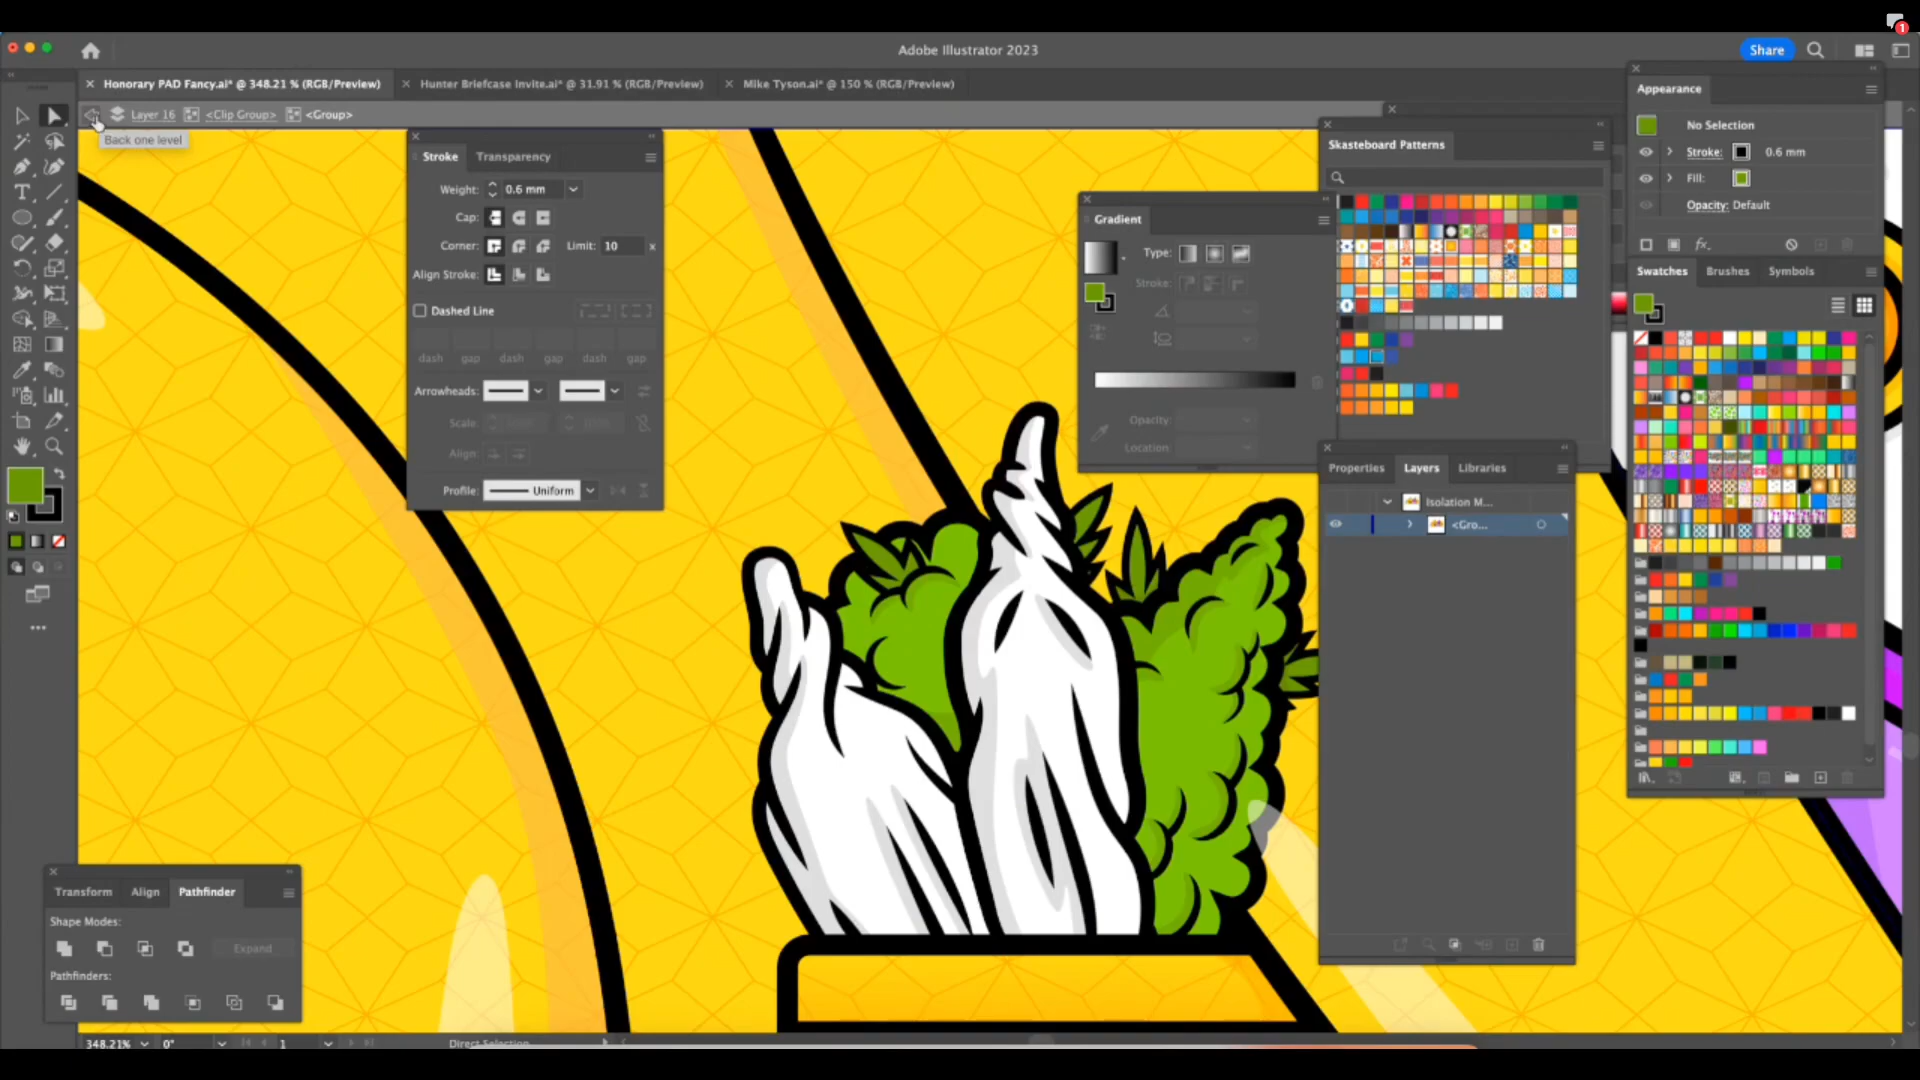 1
Adobe Illustrator 2023
Share
Honorary PAD Fancy.ai* @ 348.21 % (RGB/Preview)
Hunter Briefcase Invite.ai* @ 31.91 % (RGB/Preview)
Mike Tyson.ai* @ 150 % (RGB/Preview)
Layer 16
<Clip Group>
<Group>
Back one level
Stroke
Transparency
Weight:
0.6 mm
Cap:
Corner:
Limit:
10
x
Align Stroke:
Dashed Line
dash
gap
dash
gap
dash
gap
Arrowheads:
Scale:
Align:
Profile:
Uniform
Gradient
Type:
Stroke:
Opacity:
Location:
Skasteboard Patterns
Properties
Layers
Libraries
Isolation M...
<Gro...
Appearance
No Selection
Stroke:
0.6 mm
Fill:
Opacity: Default
fx
Swatches
Brushes
Symbols
Transform
Align
Pathfinder
Shape Modes:
Expand
Pathfinders:
348.21%
0°
1
Direct Selection